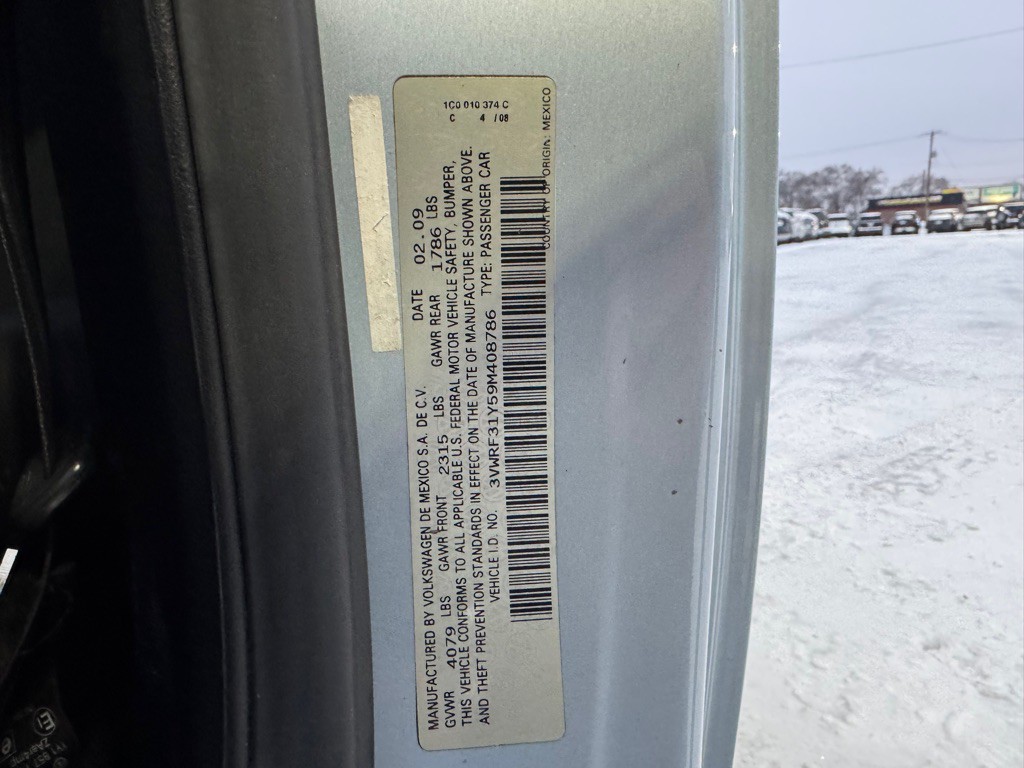 1C0 010 374 C
C 4 /08
MANUFACTURED BY VOLKSWAGEN DE MEXICO S.A. DE C.V. DATE 02.09
GVWR 4079 LBS GAWR FRONT 2315 LBS GAWR REAR 1786 LBS
THIS VEHICLE CONFORMS TO ALL APPLICABLE U.S. FEDERAL MOTOR VEHICLE SAFETY, BUMPER,
AND THEFT PREVENTION STANDARDS IN EFFECT ON THE DATE OF MANUFACTURE SHOWN ABOVE.
VEHICLE I.D. NO. 3VWRF31Y59M408786 TYPE: PASSENGER CAR
COUNTRY OF ORIGIN: MEXICO